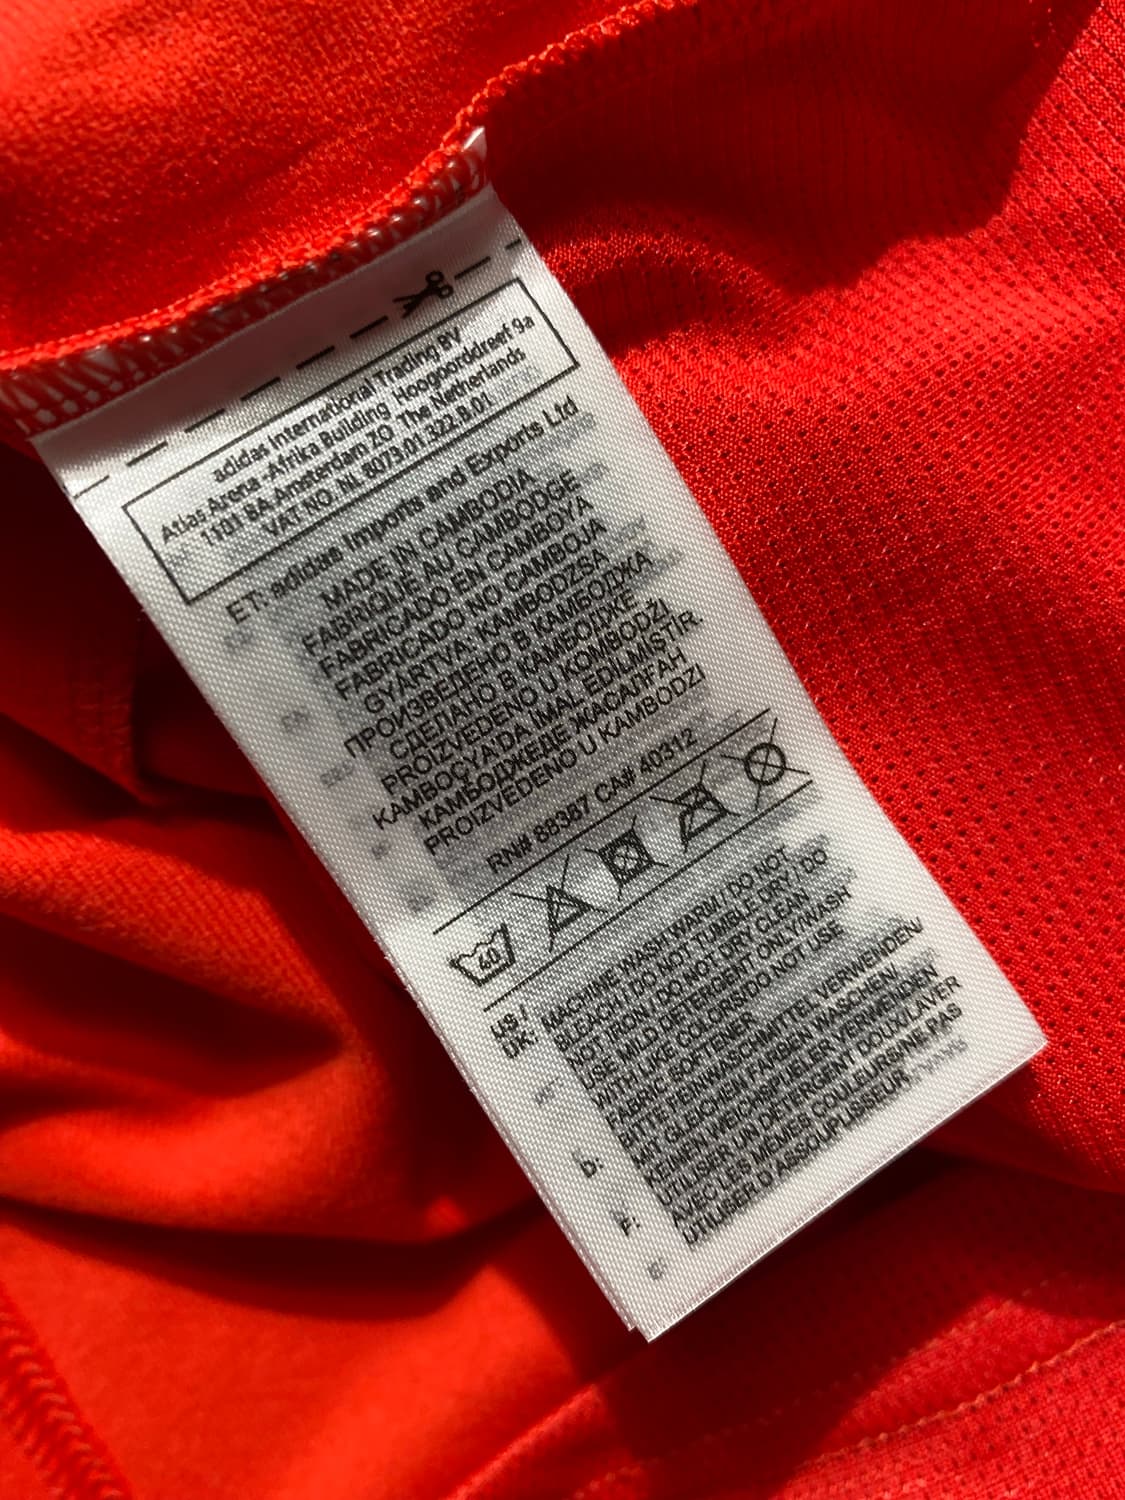 adidas International Trading BV
Atlas Arena -Afrika Building Hoogoorddreef 9a
1101 BA Amsterdam ZO The Netherlands
VAT NO. NL 8073.01.322.B.01
ET: adidas Imports and Exports Ltd
MADE IN CAMBODIA
FABRIQUÉ AU CAMBODGE
FABRICADO EN CAMBOYA
FABRICADO NO CAMBOJA
GYÁRTVA: KAMBODZSA
ПРОИЗВЕДЕНО В КАМБОДЖА
СДЕЛАНО В КАМБОДЖЕ
PROIZVEDENO U KOMBODŽI
KAMBOÇYA'DA İMAL EDİLMİŞTİR
КАМБОДЖЕДЕ ЖАСАЛҒАН
PROIZVEDENO U KAMBODZI
RN# 88387 CA# 40312
40
US/ MACHINE WASH WARM / DO NOT
UK: BLEACH / DO NOT TUMBLE DRY / DO
NOT IRON / DO NOT DRY CLEAN
USE MILD DETERGENT ONLY/WASH
WITH LIKE COLORS/DO NOT USE
FABRIC SOFTENER
D: BITTE FEINWASCHMITTEL VERWENDEN/
MIT GLEICHEN FARBEN WASCHEN/
KEINEN WEICHSPÜLER VERWENDEN
F: UTILISER UN DÉTERGENT DOUX/LAVER
AVEC LES MÊMES COULEURS/NE PAS
UTILISER D'ASSOUPLISSEUR